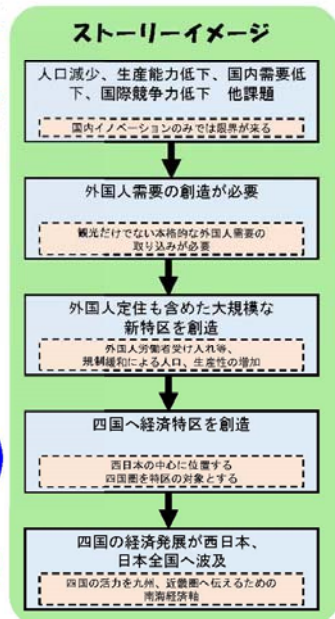 ストーリーイメージ
人口減少、生産能力低下、国内需要低
下、国際競争力低下 他課題
国内イノベーションのみでは限界が来る
外国人需要の創造が必要
観光だけでない本格的な外国人需要の
取り込みが必要
外国人定住も含めた大規模な
新特区を創造
外国人労働者受け入れ等、
規制緩和による人口、生産性の増加
四国へ経済特区を創造
西日本の中心に位置する
四国圏を特区の対象とする
四国の経済発展が西日本、
日本全国へ波及
四国の活力を九州、近畿圏へ伝えるための
南海経済軸